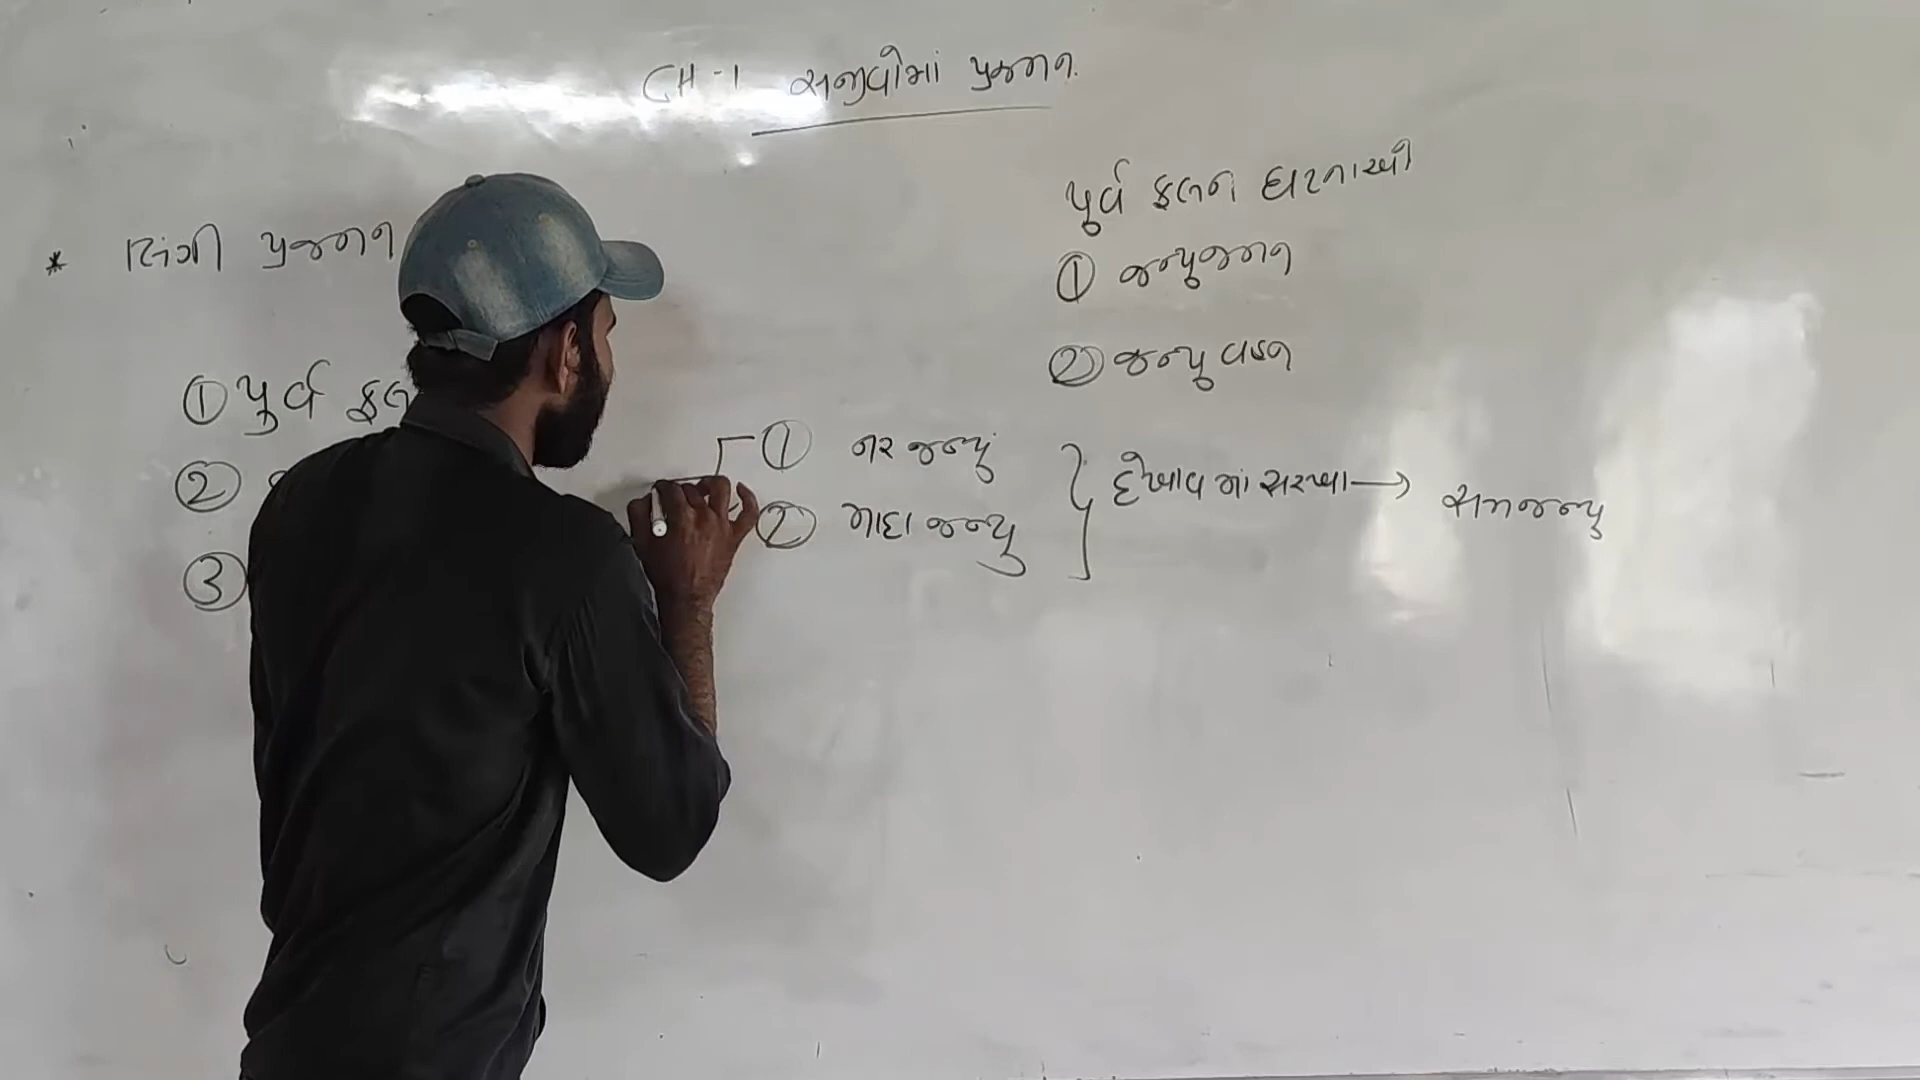 CH-1 સજીવોમાં પ્રજનન.
* લિંગી પ્રજનન
① પુર્વ ફલ
②
③
પુર્વ ફલન ઘટનાઓ
① જન્યુજનન
② જન્યુ વહન
① નર જન્યું
② માદા જન્યુ
દેખાવ માં સરખા →
સમજન્યુ